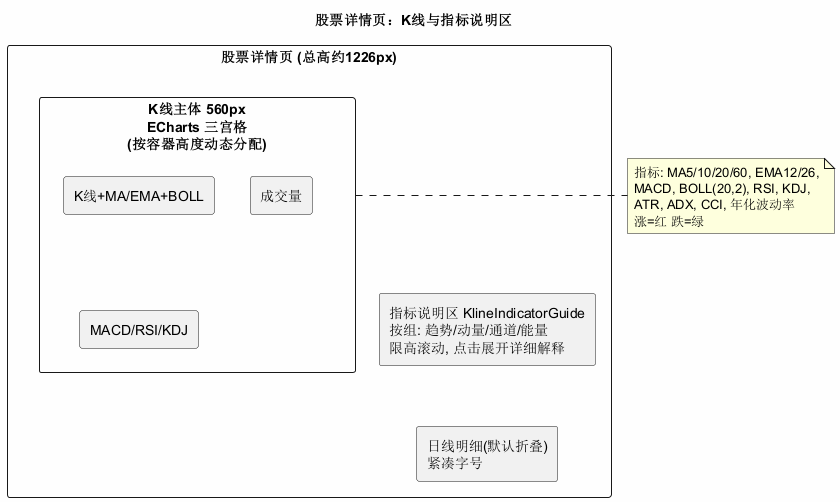 股票详情页：K线与指标说明区
股票详情页 (总高约1226px)
K线主体 560px
ECharts 三宫格
(按容器高度动态分配)
K线+MA/EMA+BOLL
成交量
MACD/RSI/KDJ
指标: MA5/10/20/60, EMA12/26,
MACD, BOLL(20,2), RSI, KDJ,
ATR, ADX, CCI, 年化波动率
涨=红 跌=绿
指标说明区 KlineIndicatorGuide
按组: 趋势/动量/通道/能量
限高滚动, 点击展开详细解释
日线明细(默认折叠)
紧凑字号